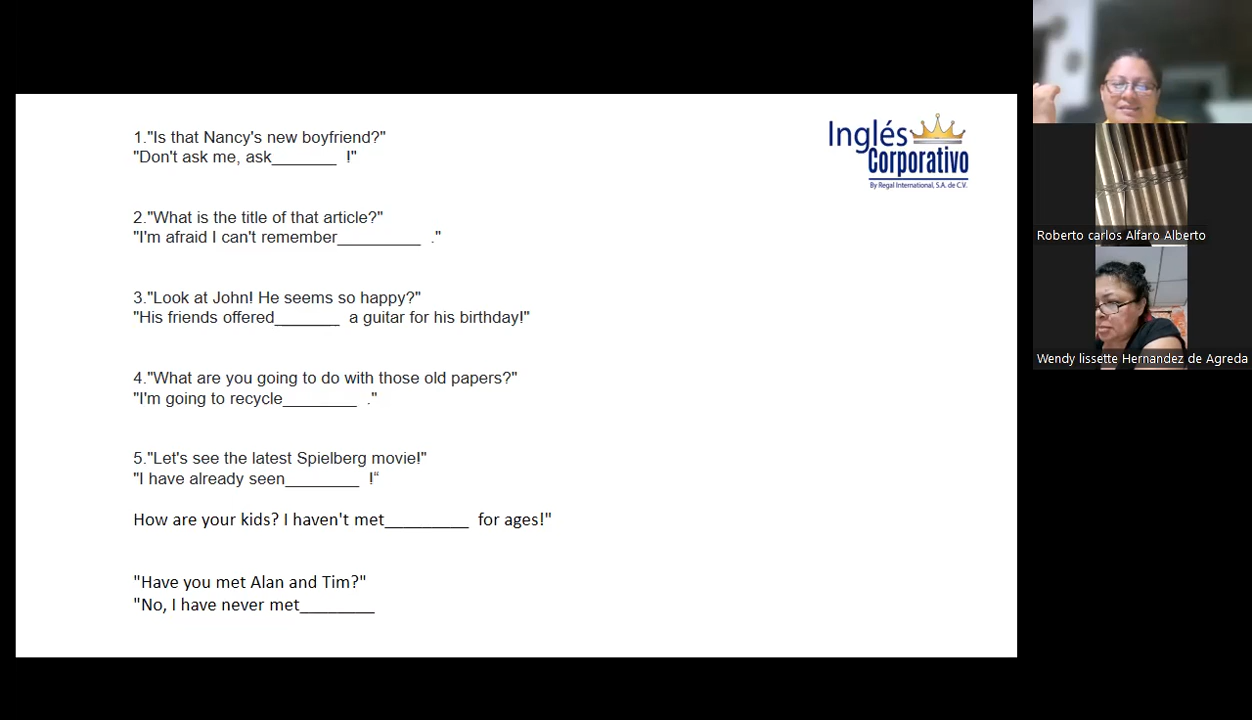 1."Is that Nancy's new boyfriend?"
"Don't ask me, ask_______ !"
2."What is the title of that article?"
"I'm afraid I can't remember_________ ."
3."Look at John! He seems so happy?"
"His friends offered_______ a guitar for his birthday!"
4."What are you going to do with those old papers?"
"I'm going to recycle________ ."
5."Let's see the latest Spielberg movie!"
"I have already seen________ !“
How are your kids? I haven't met_________ for ages!"
"Have you met Alan and Tim?"
"No, I have never met________
Inglés
Corporativo
By Regal International, S.A. de C.V.
Roberto carlos Alfaro Alberto
Wendy lissette Hernandez de Agreda